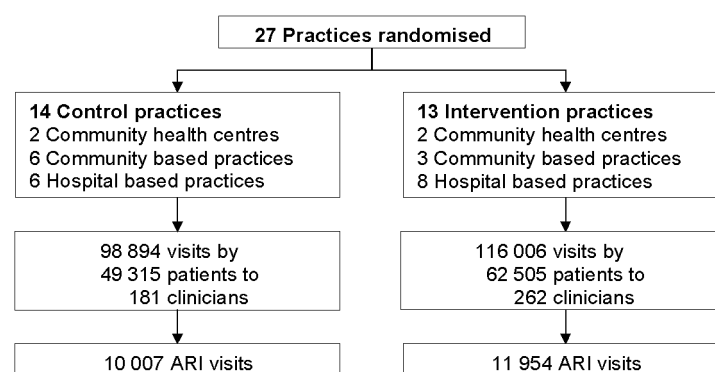 27 Practices randomised
14 Control practices
2 Community health centres
6 Community based practices
6 Hospital based practices
13 Intervention practices
2 Community health centres
3 Community based practices
8 Hospital based practices
98 894 visits by
49 315 patients to
181 clinicians
116 006 visits by
62 505 patients to
262 clinicians
10 007 ARI visits
11 954 ARI visits